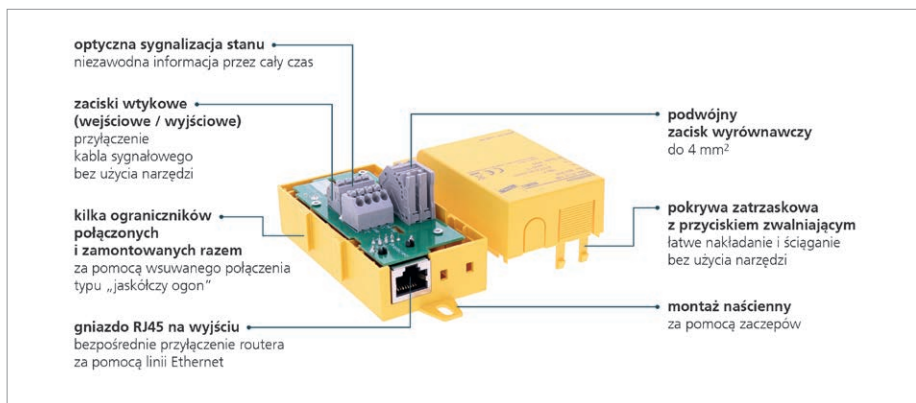 optyczna sygnalizacja stanu
niezawodna informacja przez cały czas
zaciski wtykowe
(wejściowe / wyjściowe)
przyłączenie
kabla sygnałowego
bez użycia narzędzi
kilka ograniczników
połączonych
i zamontowanych razem
za pomocą wsuwanego połączenia
typu „jaskółczy ogon”
gniazdo RJ45 na wyjściu
bezpośrednie przyłączenie routera
za pomocą linii Ethernet
podwójny
zacisk wyrównawczy
do 4 mm²
pokrywa zatrzaskowa
z przyciskiem zwalniającym
łatwe nakładanie i ściąganie
bez użycia narzędzi
montaż naścienny
za pomocą zaczepów